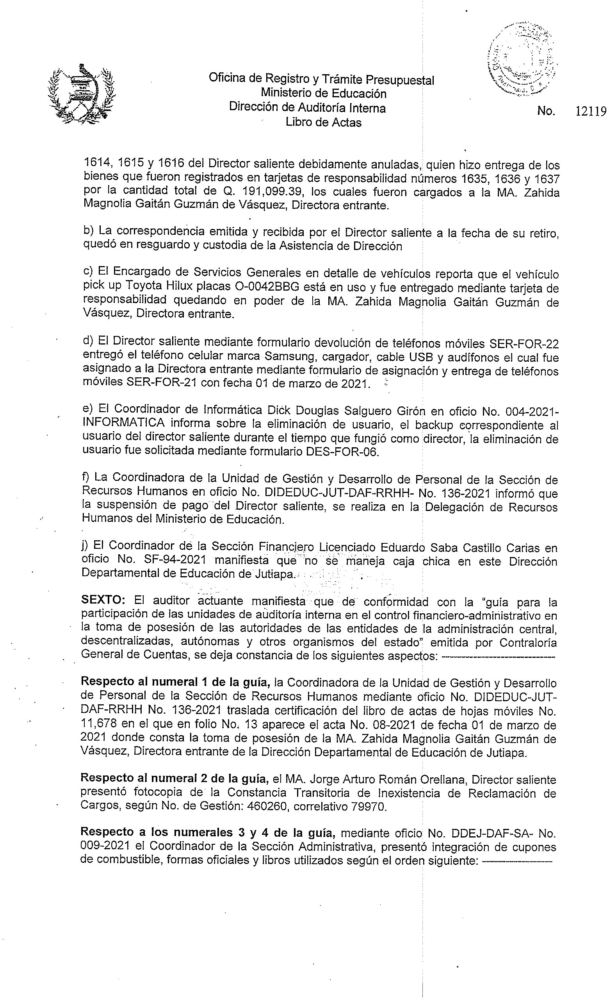 Oficina de Registro y Trámite Presupuestal
Ministerio de Educación
Dirección de Auditoría Interna
Libro de Actas
No. 12119
1614, 1615 y 1616 del Director saliente debidamente anuladas, quien hizo entrega de los
bienes que fueron registrados en tarjetas de responsabilidad números 1635, 1636 y 1637
por la cantidad total de Q. 191,099.39, los cuales fueron cargados a la MA. Zahida
Magnolia Gaitán Guzmán de Vásquez, Directora entrante.
b) La correspondencia emitida y recibida por el Director saliente a la fecha de su retiro,
quedó en resguardo y custodia de la Asistencia de Dirección
c) El Encargado de Servicios Generales en detalle de vehículos reporta que el vehículo
pick up Toyota Hilux placas O-0042BBG está en uso y fue entregado mediante tarjeta de
responsabilidad quedando en poder de la MA. Zahida Magnolia Gaitán Guzmán de
Vásquez, Directora entrante.
d) El Director saliente mediante formulario devolución de teléfonos móviles SER-FOR-22
entregó el teléfono celular marca Samsung, cargador, cable USB y audífonos el cual fue
asignado a la Directora entrante mediante formulario de asignación y entrega de teléfonos
móviles SER-FOR-21 con fecha 01 de marzo de 2021.
e) El Coordinador de Informática Dick Douglas Salguero Girón en oficio No. 004-2021-
INFORMATICA informa sobre la eliminación de usuario, el backup correspondiente al
usuario del director saliente durante el tiempo que fungió como director, la eliminación de
usuario fue solicitada mediante formulario DES-FOR-06.
f) La Coordinadora de la Unidad de Gestión y Desarrollo de Personal de la Sección de
Recursos Humanos en oficio No. DIDEDUC-JUT-DAF-RRHH- No. 136-2021 informó que
la suspensión de pago del Director saliente, se realiza en la Delegación de Recursos
Humanos del Ministerio de Educación.
j) El Coordinador de la Sección Financiero Licenciado Eduardo Saba Castillo Carias en
oficio No. SF-94-2021 manifiesta que no se maneja caja chica en este Dirección
Departamental de Educación de Jutiapa.
SEXTO: El auditor actuante manifiesta que de conformidad con la “guía para la
participación de las unidades de auditoría interna en el control financiero-administrativo en
la toma de posesión de las autoridades de las entidades de la administración central,
descentralizadas, autónomas y otros organismos del estado” emitida por Contraloría
General de Cuentas, se deja constancia de los siguientes aspectos: ----------------------------
Respecto al numeral 1 de la guía, la Coordinadora de la Unidad de Gestión y Desarrollo
de Personal de la Sección de Recursos Humanos mediante oficio No. DIDEDUC-JUT-
DAF-RRHH No. 136-2021 traslada certificación del libro de actas de hojas móviles No.
11,678 en el que en folio No. 13 aparece el acta No. 08-2021 de fecha 01 de marzo de
2021 donde consta la toma de posesión de la MA. Zahida Magnolia Gaitán Guzmán de
Vásquez, Directora entrante de la Dirección Departamental de Educación de Jutiapa.
Respecto al numeral 2 de la guía, el MA. Jorge Arturo Román Orellana, Director saliente
presentó fotocopia de la Constancia Transitoria de Inexistencia de Reclamación de
Cargos, según No. de Gestión: 460260, correlativo 79970.
Respecto a los numerales 3 y 4 de la guía, mediante oficio No. DDEJ-DAF-SA- No.
009-2021 el Coordinador de la Sección Administrativa, presentó integración de cupones
de combustible, formas oficiales y libros utilizados según el orden siguiente: -----------------